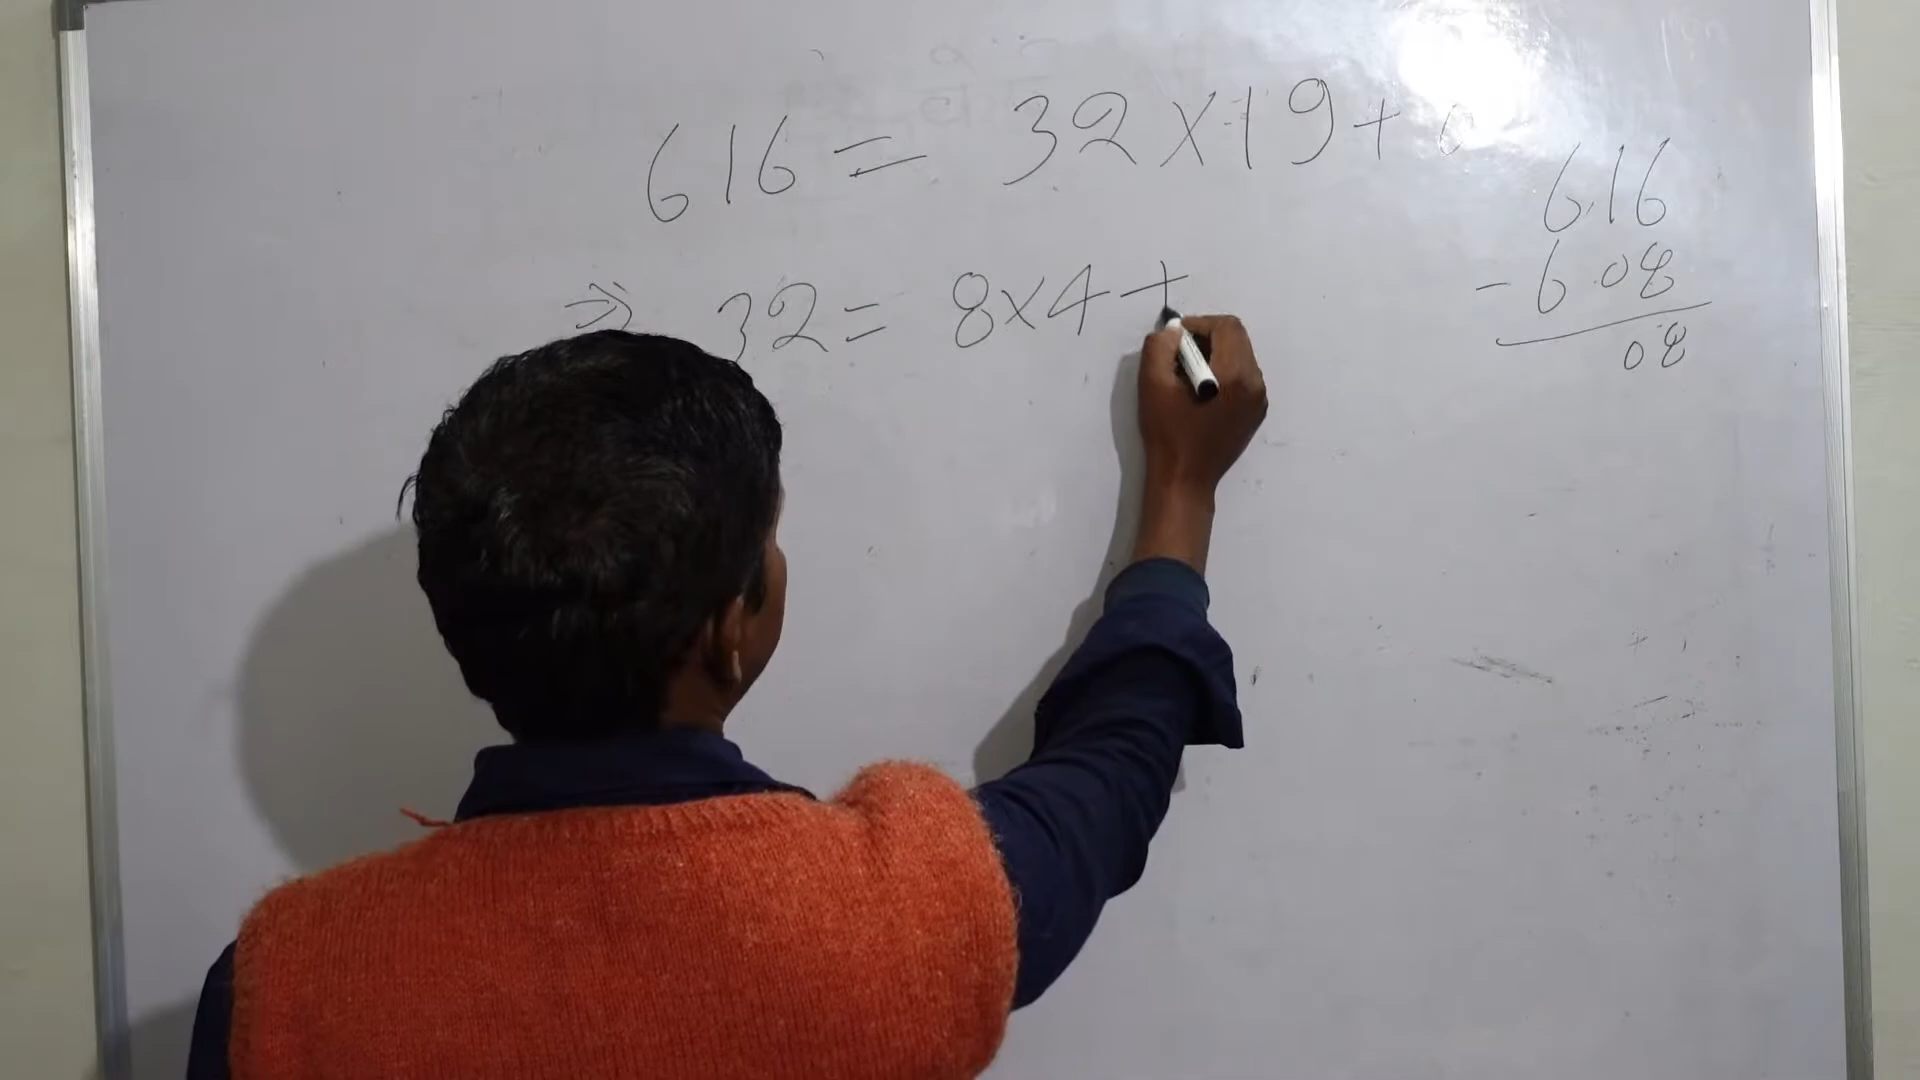 616 = 32 × 19 + 0
⇒ 32 = 8 × 4 +
616
- 608
08